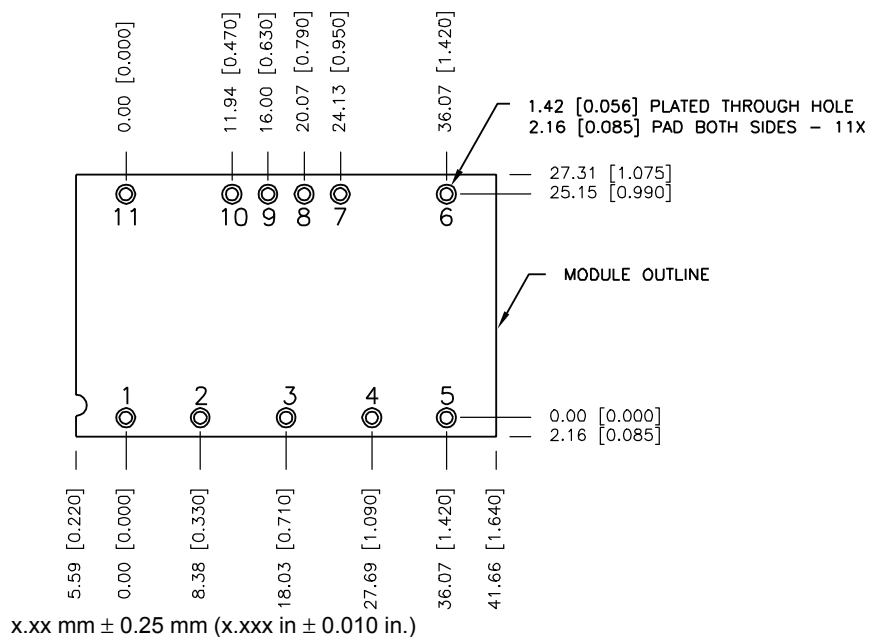 0.00 [0.000]
11.94 [0.470]
16.00 [0.630]
20.07 [0.790]
24.13 [0.950]
36.07 [1.420]
1.42 [0.056] PLATED THROUGH HOLE
2.16 [0.085] PAD BOTH SIDES – 11X
27.31 [1.075]
25.15 [0.990]
11 10 9 8 7 6
MODULE OUTLINE
1 2 3 4 5
0.00 [0.000]
2.16 [0.085]
5.59 [0.220]
0.00 [0.000]
8.38 [0.330]
18.03 [0.710]
27.69 [1.090]
36.07 [1.420]
41.66 [1.640]
x.xx mm ± 0.25 mm (x.xxx in ± 0.010 in.)